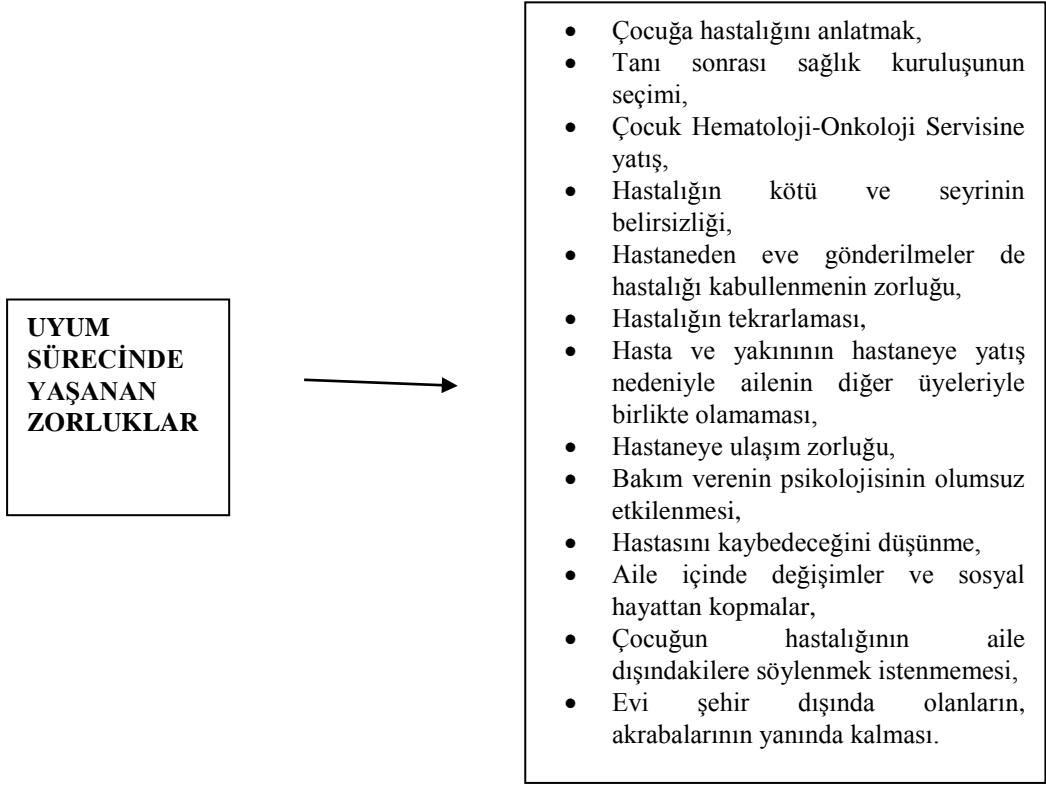 UYUM
SÜRECİNDE
YAŞANAN
ZORLUKLAR
• Çocuğa hastalığını anlatmak,
• Tanı sonrası sağlık kuruluşunun
seçimi,
• Çocuk Hematoloji-Onkoloji Servisine
yatış,
• Hastalığın kötü ve seyrinin
belirsizliği,
• Hastaneden eve gönderilmeler de
hastalığı kabullenmenin zorluğu,
• Hastalığın tekrarlaması,
• Hasta ve yakınının hastaneye yatış
nedeniyle ailenin diğer üyeleriyle
birlikte olamaması,
• Hastaneye ulaşım zorluğu,
• Bakım verenin psikolojisinin olumsuz
etkilenmesi,
• Hastasını kaybedeceğini düşünme,
• Aile içinde değişimler ve sosyal
hayattan kopmalar,
• Çocuğun hastalığının aile
dışındakilere söylenmek istenmemesi,
• Evi şehir dışında olanların,
akrabalarının yanında kalması.